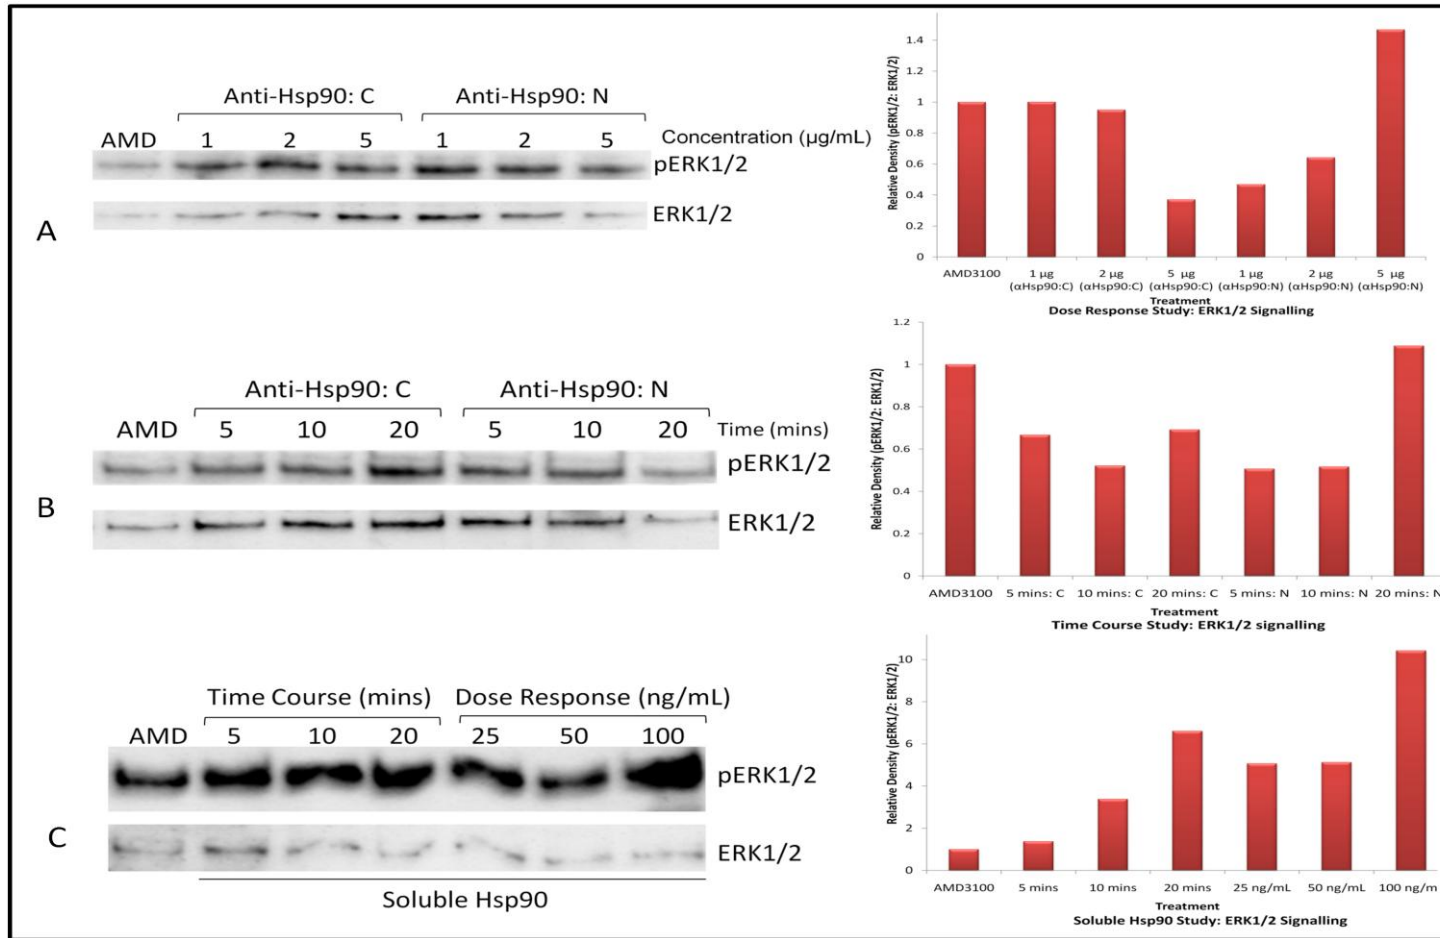 Anti-Hsp90: C Anti-Hsp90: N
AMD 1 2 5 1 2 5 Concentration (µg/mL)
pERK1/2
ERK1/2
A
Relative Density (pERK1/2: ERK1/2)
1.4
1.2
1
0.8
0.6
0.4
0.2
0
AMD3100 1 µg 2 µg 5 µg 1 µg 2 µg 5 µg
(αHsp90:C) (αHsp90:C) (αHsp90:C) (αHsp90:N) (αHsp90:N) (αHsp90:N)
Treatment
Dose Response Study: ERK1/2 Signalling
Anti-Hsp90: C Anti-Hsp90: N
AMD 5 10 20 5 10 20 Time (mins)
pERK1/2
ERK1/2
B
Relative Density (pERK1/2: ERK1/2)
1.2
1
0.8
0.6
0.4
0.2
0
AMD3100 5 mins: C 10 mins: C 20 mins: C 5 mins: N 10 mins: N 20 mins: N
Treatment
Time Course Study: ERK1/2 signalling
Time Course (mins) Dose Response (ng/mL)
AMD 5 10 20 25 50 100
pERK1/2
ERK1/2
C
Soluble Hsp90
Relative Density (pERK1/2: ERK1/2)
10
8
6
4
2
0
AMD3100 5 mins 10 mins 20 mins 25 ng/mL 50 ng/mL 100 ng/m
Treatment
Soluble Hsp90 Study: ERK1/2 Signalling